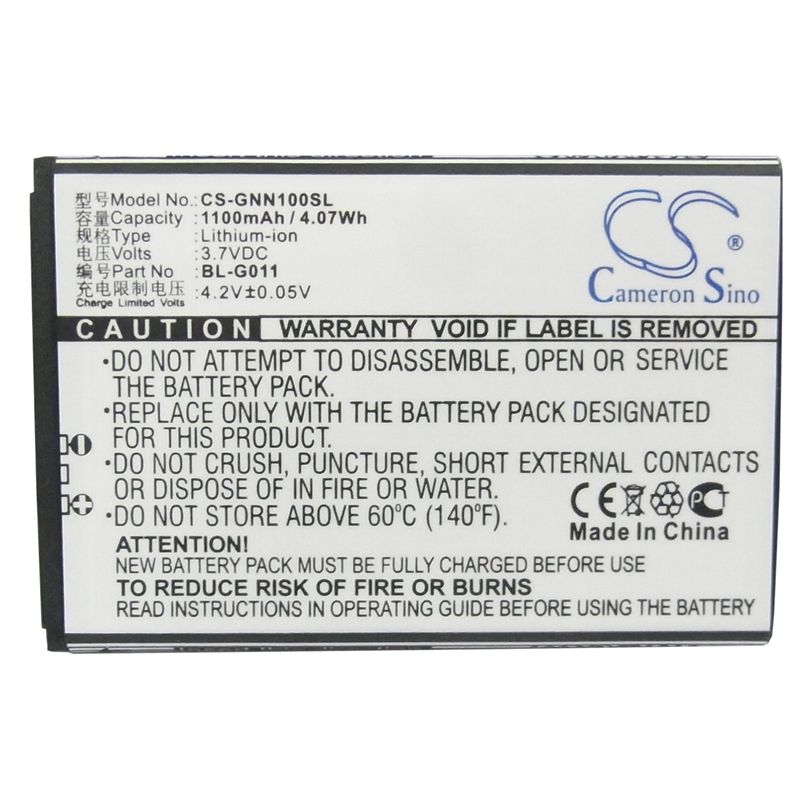 型号Model No.: CS-GNN100SL
容量Capacity : 1100mAh / 4.07Wh
规格Type : Lithium-ion
电压Volts : 3.7VDC
编号Part No : BL-G011
充电限制电压 : 4.2V±0.05V
Charge Limited Volts
CS
®
Cameron Sino
CAUTION WARRANTY VOID IF LABEL IS REMOVED
·DO NOT ATTEMPT TO DISASSEMBLE, OPEN OR SERVICE
THE BATTERY PACK.
·REPLACE ONLY WITH THE BATTERY PACK DESIGNATED
FOR THIS PRODUCT.
·DO NOT CRUSH, PUNCTURE, SHORT EXTERNAL CONTACTS
OR DISPOSE OF IN FIRE OR WATER.
·DO NOT STORE ABOVE 60°C (140°F).
CE
Made In China
ATTENTION:
NEW BATTERY PACK MUST BE FULLY CHARGED BEFORE USE
TO REDUCE RISK OF FIRE OR BURNS
READ INSTRUCTIONS IN OPERATING GUIDE BEFORE USING THE BATTERY.